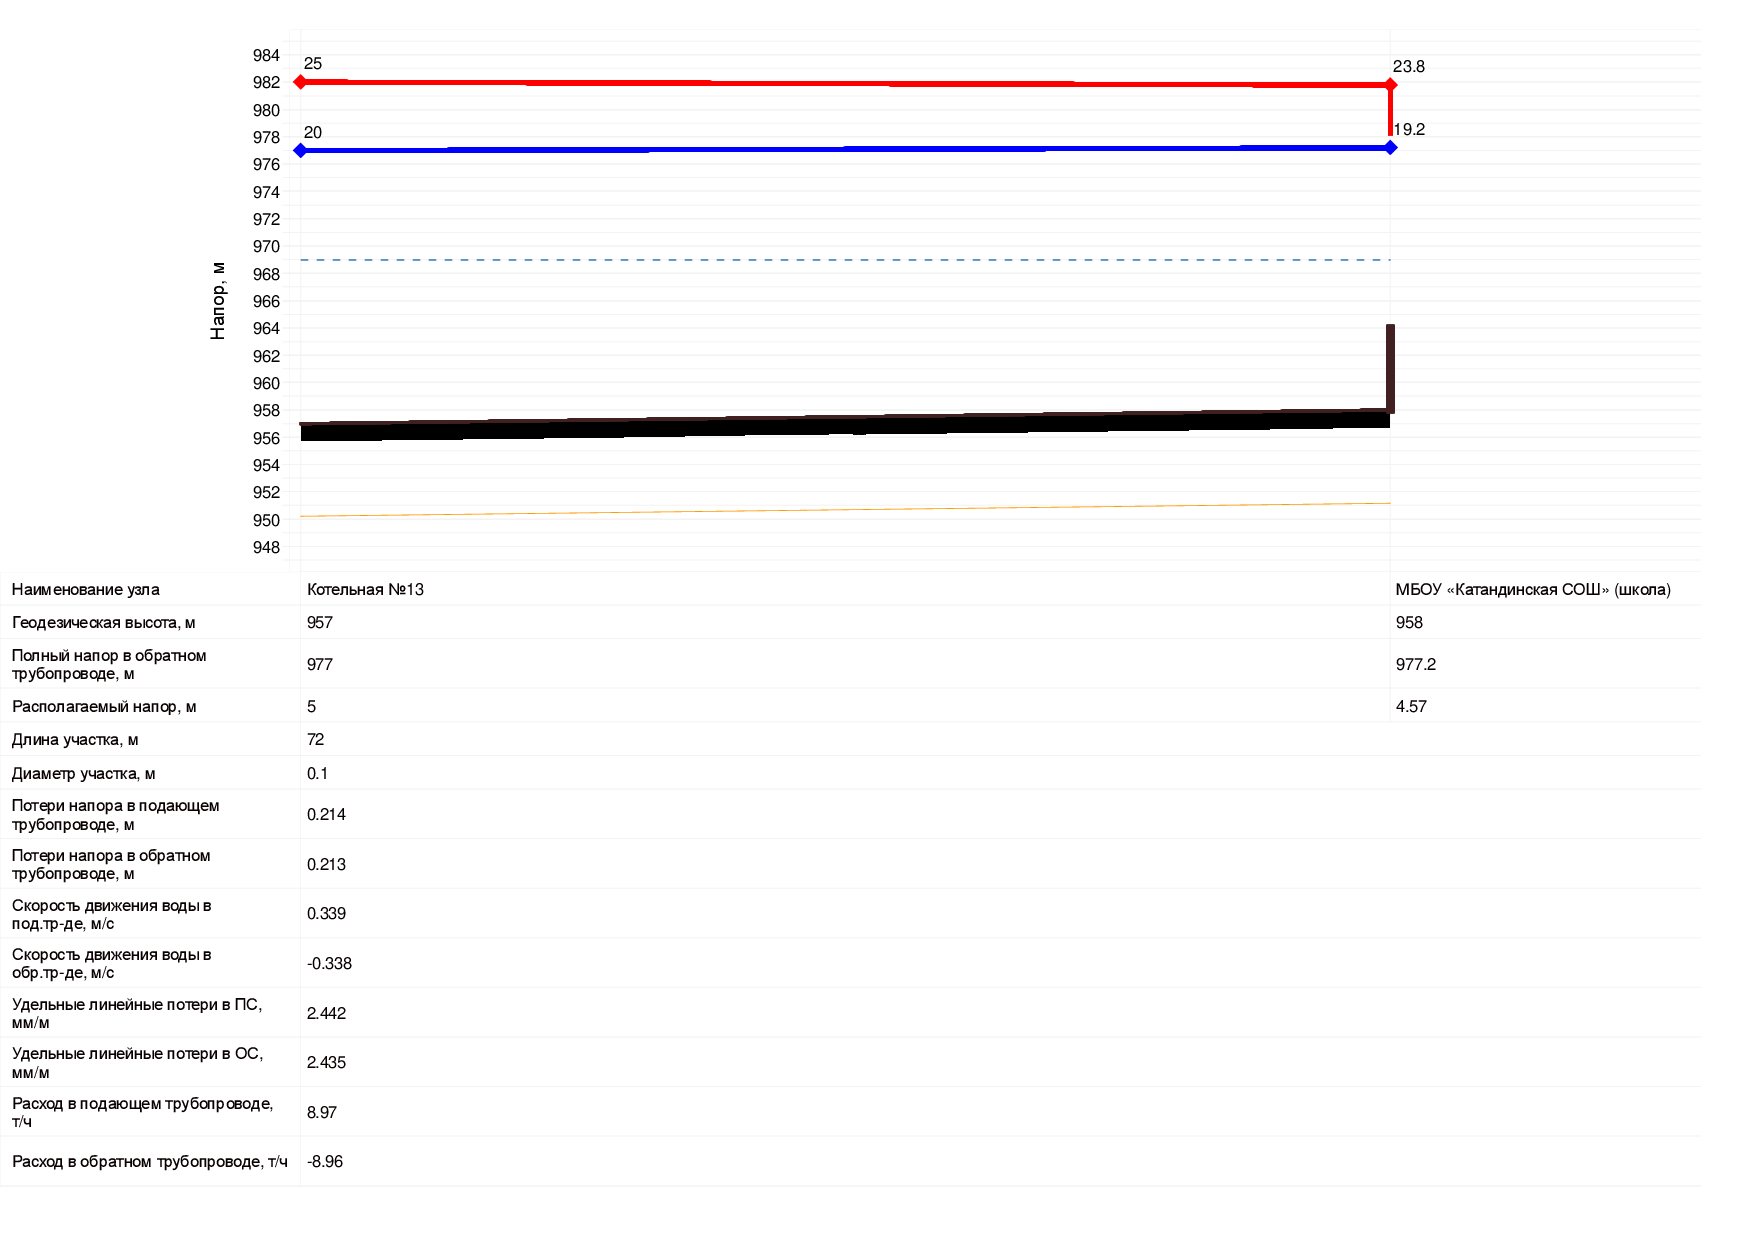 984
25
23.8
982
980
20
978
19.2
976
974
972
970
968
966
964
962
960
958
956
954
952
950
948
Напор, м
Наименование узла Котельная №13 МБОУ «Катандинская СОШ» (школа)
Геодезическая высота, м 957 958
Полный напор в обратном
трубопроводе, м 977 977.2
Располагаемый напор, м 5 4.57
Длина участка, м 72
Диаметр участка, м 0.1
Потери напора в подающем
трубопроводе, м 0.214
Потери напора в обратном
трубопроводе, м 0.213
Скорость движения воды в
под.тр-де, м/с 0.339
Скорость движения воды в
обр.тр-де, м/с -0.338
Удельные линейные потери в ПС,
мм/м 2.442
Удельные линейные потери в ОС,
мм/м 2.435
Расход в подающем трубопроводе,
т/ч 8.97
Расход в обратном трубопроводе, т/ч -8.96